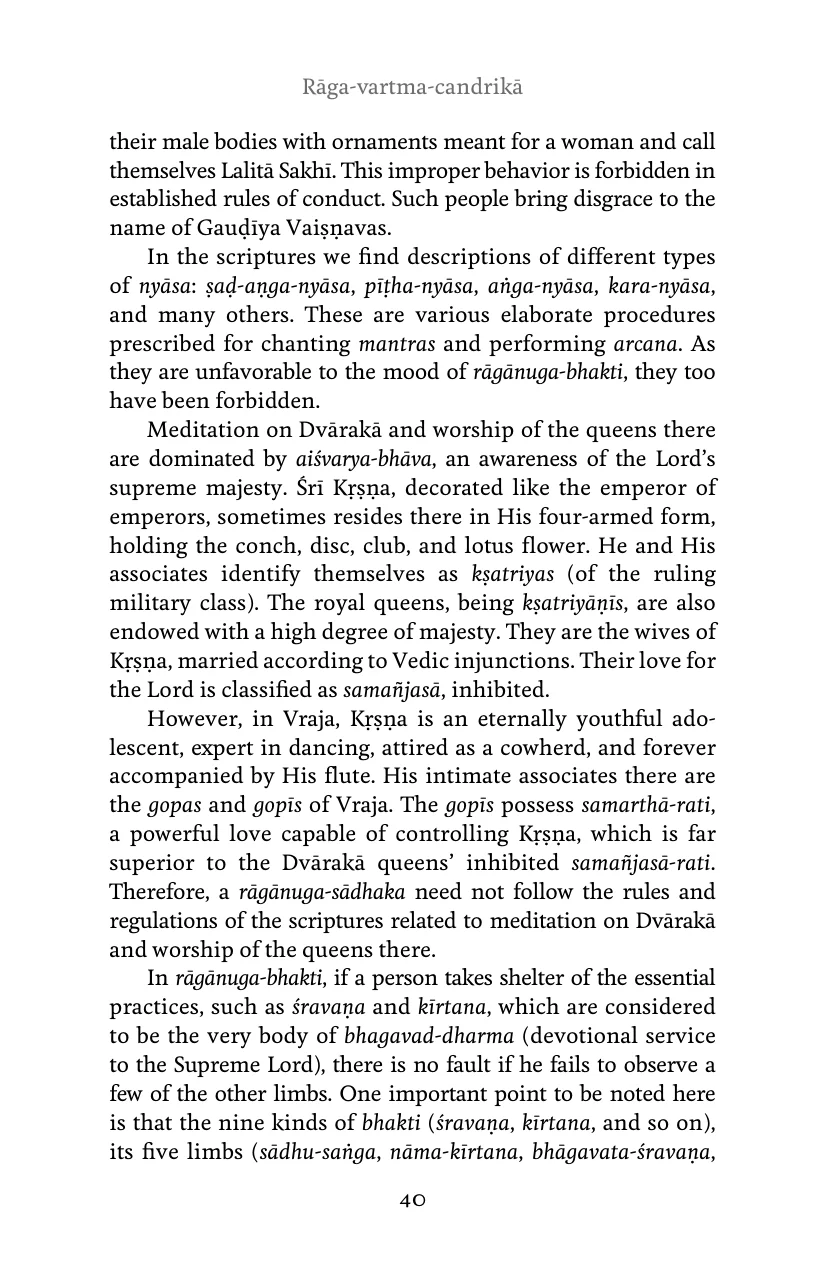 Rāga-vartma-candrikā
their male bodies with ornaments meant for a woman and call
themselves Lalitā Sakhī. This improper behavior is forbidden in
established rules of conduct. Such people bring disgrace to the
name of Gauḍīya Vaiṣṇavas.
In the scriptures we find descriptions of different types
of nyāsa: ṣaḍ-aṇga-nyāsa, pīṭha-nyāsa, aṅga-nyāsa, kara-nyāsa,
and many others. These are various elaborate procedures
prescribed for chanting mantras and performing arcana. As
they are unfavorable to the mood of rāgānuga-bhakti, they too
have been forbidden.
Meditation on Dvārakā and worship of the queens there
are dominated by aiśvarya-bhāva, an awareness of the Lord’s
supreme majesty. Śrī Kṛṣṇa, decorated like the emperor of
emperors, sometimes resides there in His four-armed form,
holding the conch, disc, club, and lotus flower. He and His
associates identify themselves as kṣatriyas (of the ruling
military class). The royal queens, being kṣatriyāṇīs, are also
endowed with a high degree of majesty. They are the wives of
Kṛṣṇa, married according to Vedic injunctions. Their love for
the Lord is classified as samañjasā, inhibited.
However, in Vraja, Kṛṣṇa is an eternally youthful ado-
lescent, expert in dancing, attired as a cowherd, and forever
accompanied by His flute. His intimate associates there are
the gopas and gopīs of Vraja. The gopīs possess samarthā-rati,
a powerful love capable of controlling Kṛṣṇa, which is far
superior to the Dvārakā queens’ inhibited samañjasā-rati.
Therefore, a rāgānuga-sādhaka need not follow the rules and
regulations of the scriptures related to meditation on Dvārakā
and worship of the queens there.
In rāgānuga-bhakti, if a person takes shelter of the essential
practices, such as śravaṇa and kīrtana, which are considered
to be the very body of bhagavad-dharma (devotional service
to the Supreme Lord), there is no fault if he fails to observe a
few of the other limbs. One important point to be noted here
is that the nine kinds of bhakti (śravaṇa, kīrtana, and so on),
its five limbs (sādhu-saṅga, nāma-kīrtana, bhāgavata-śravaṇa,
40